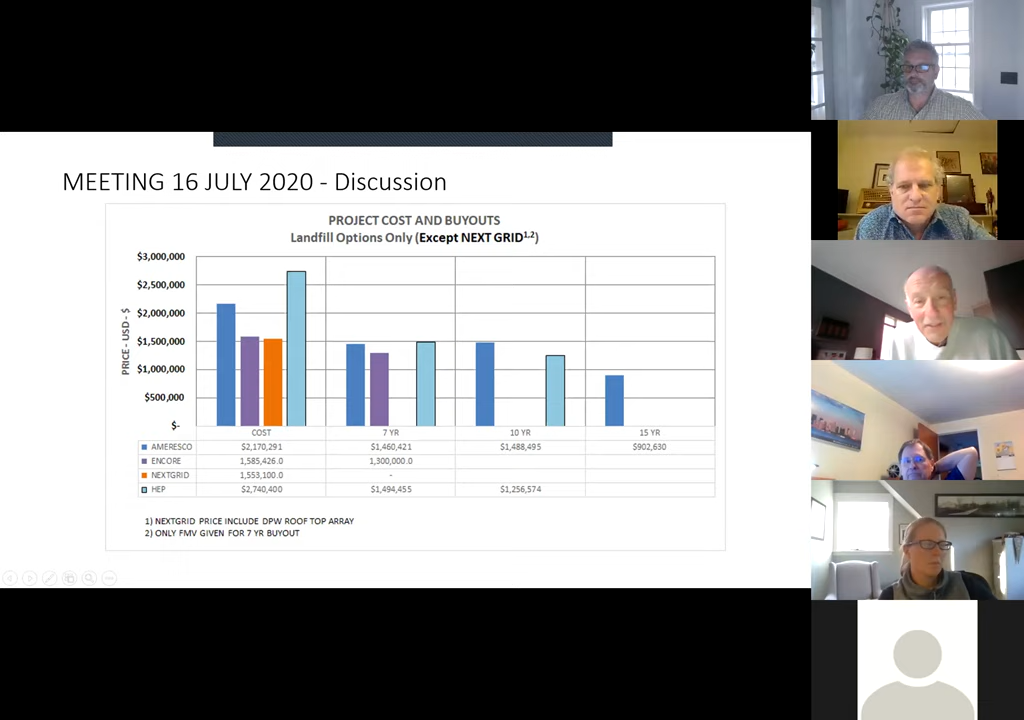 MEETING 16 JULY 2020 - Discussion
PROJECT COST AND BUYOUTS
Landfill Options Only (Except NEXT GRID1,2)
PRICE - USD - $
$3,000,000
$2,500,000
$2,000,000
$1,500,000
$1,000,000
$500,000
$-
COST 7 YR 10 YR 15 YR
AMERESCO $2,170,291 $1,460,421 $1,488,495 $902,630
ENCORE 1,585,426.0 1,300,000.0
NEXTGRID 1,553,100.0 -
HEP $2,740,400 $1,494,455 $1,256,574
1) NEXTGRID PRICE INCLUDE DPW ROOF TOP ARRAY
2) ONLY FMV GIVEN FOR 7 YR BUYOUT